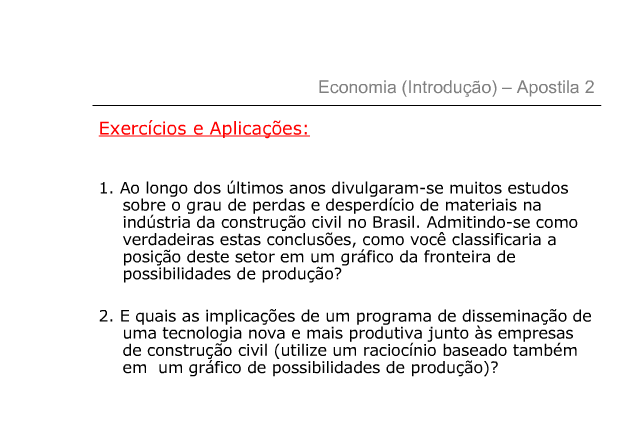 Economia (Introdução) – Apostila 2
Exercícios e Aplicações:
1. Ao longo dos últimos anos divulgaram-se muitos estudos
sobre o grau de perdas e desperdício de materiais na
indústria da construção civil no Brasil. Admitindo-se como
verdadeiras estas conclusões, como você classificaria a
posição deste setor em um gráfico da fronteira de
possibilidades de produção?
2. E quais as implicações de um programa de disseminação de
uma tecnologia nova e mais produtiva junto às empresas
de construção civil (utilize um raciocínio baseado também
em um gráfico de possibilidades de produção)?